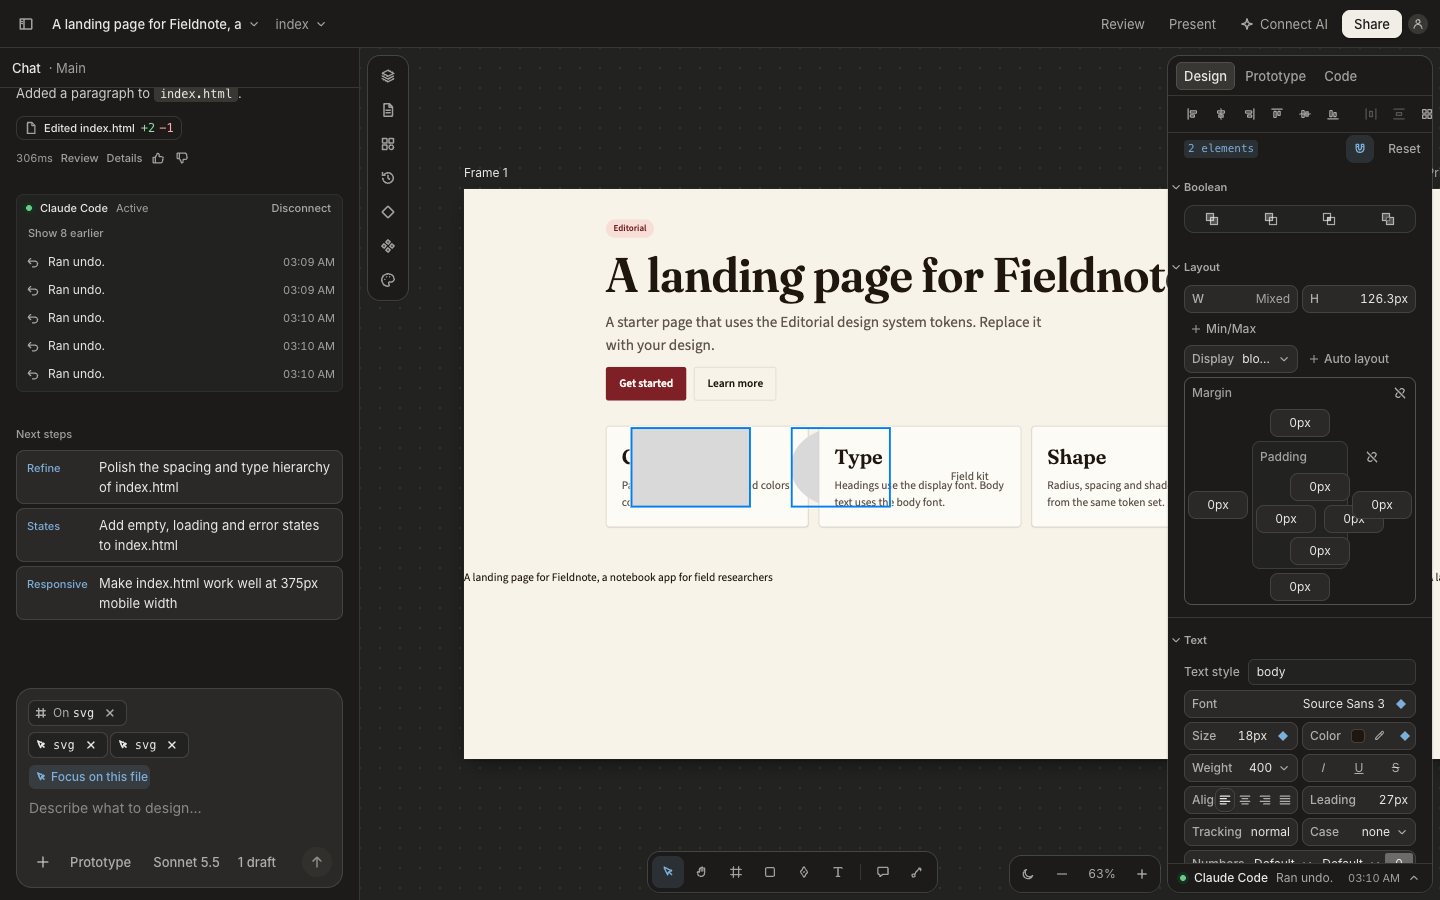 A landing page for Fieldnote, a
index
Review
Present
Connect AI
Share
Chat · Main
Added a paragraph to index.html.
Edited index.html +2 −1
306ms Review Details
Claude Code Active Disconnect
Show 8 earlier
Ran undo. 03:09 AM
Ran undo. 03:09 AM
Ran undo. 03:10 AM
Ran undo. 03:10 AM
Ran undo. 03:10 AM
Next steps
Refine Polish the spacing and type hierarchy
of index.html
States Add empty, loading and error states
to index.html
Responsive Make index.html work well at 375px
mobile width
On svg
svg svg
Focus on this file
Describe what to design...
Prototype Sonnet 5.5 1 draft
Frame 1
Editorial
A landing page for Fieldnote
A starter page that uses the Editorial design system tokens. Replace it
with your design.
Get started Learn more
d colors
Type
Field kit
Headings use the display font. Body
text uses the body font.
Shape
Radius, spacing and shad
from the same token set.
A landing page for Fieldnote, a notebook app for field researchers
63%
Design Prototype Code
2 elements Reset
Boolean
Layout
W Mixed H 126.3px
Min/Max
Display blo... Auto layout
Margin
0px
Padding
0px
0px 0px 0px 0px
0px
0px
Text
Text style body
Font Source Sans 3
Size 18px Color
Weight 400 I U S
Alig Leading 27px
Tracking normal Case none
Numbers Default Default 0
Claude Code Ran undo. 03:10 AM